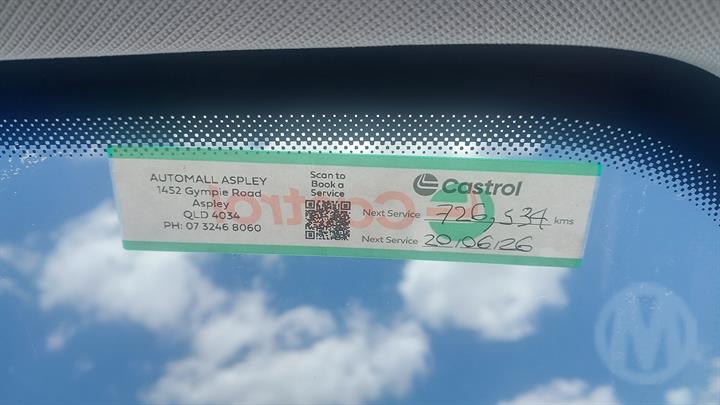 AUTOMALL ASPLEY
1452 Gympie Road
Aspley
QLD 4034
PH: 07 3246 8060
Scan to
Book a
Service
Castrol
Next Service 726,534 kms
Next Service 20/06/26
M